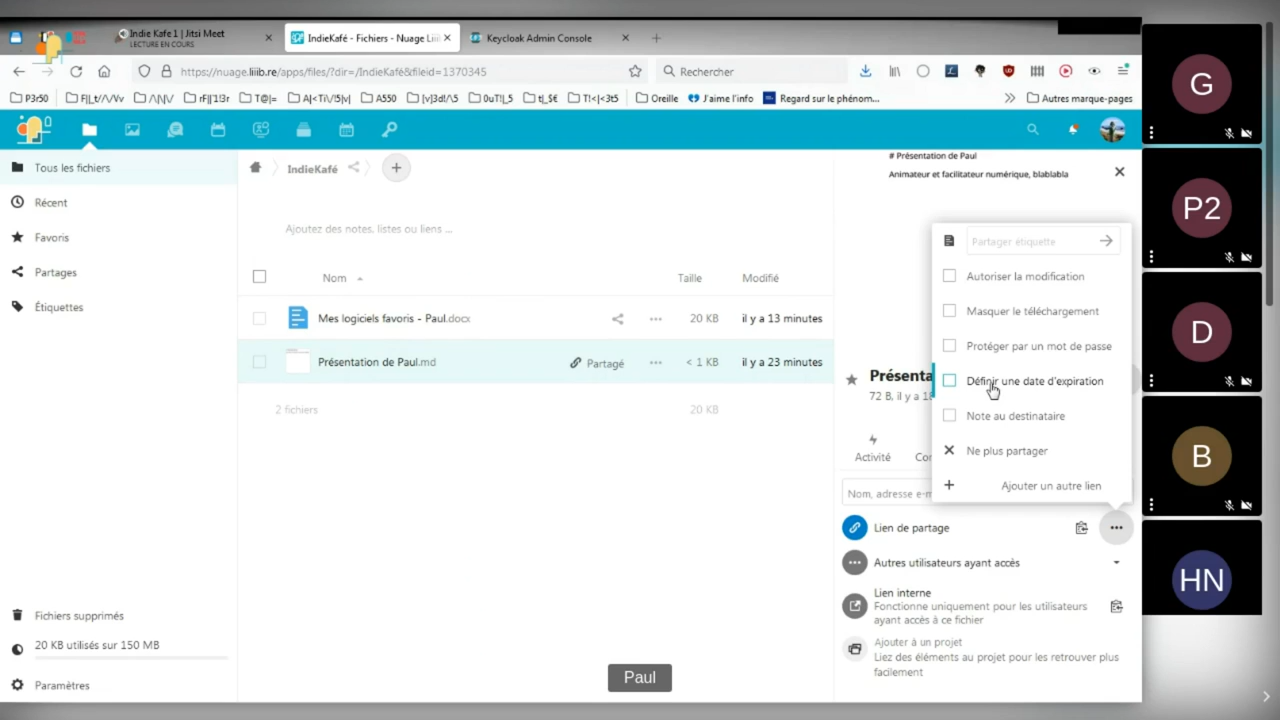 Indie Kafe 1 | Jitsi Meet
LECTURE EN COURS
IndieKafé - Fichiers - Nuage Liii
Keycloak Admin Console
https://nuage.liiib.re/apps/files/?dir=/IndieKafé&fileid=1370345
Rechercher
P3r50
T@|=
A550
Oreille
J'aime l'info
Regard sur le phénom...
Autres marque-pages
Tous les fichiers
Récent
Favoris
Partages
Étiquettes
Fichiers supprimés
20 KB utilisés sur 150 MB
Paramètres
IndieKafé
Ajoutez des notes, listes ou liens ...
Nom
Taille
Modifié
Mes logiciels favoris - Paul.docx
20 KB
il y a 13 minutes
Présentation de Paul.md
Partagé
< 1 KB
il y a 23 minutes
2 fichiers
20 KB
# Présentation de Paul
Animateur et facilitateur numérique, blablabla
Présenta
72 B, il y a 18
Activité
Co
Nom, adresse e-m
Partager étiquette
Autoriser la modification
Masquer le téléchargement
Protéger par un mot de passe
Définir une date d'expiration
Note au destinataire
Ne plus partager
Ajouter un autre lien
Lien de partage
Autres utilisateurs ayant accès
Lien interne
Fonctionne uniquement pour les utilisateurs
ayant accès à ce fichier
Ajouter à un projet
Liez des éléments au projet pour les retrouver plus
facilement
Paul
G
P2
D
B
HN